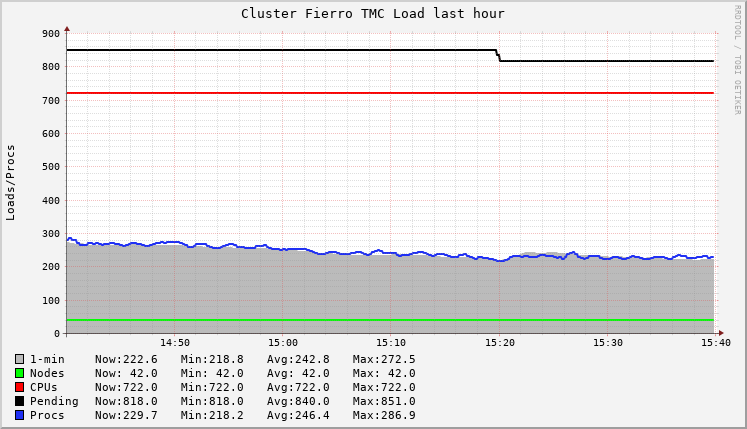 Cluster Fierro TMC Load last hour
RRDTOOL / TOBI OETIKER
Loads/Procs
900
800
700
600
500
400
300
200
100
0
14:50 15:00 15:10 15:20 15:30 15:40
1-min Now:222.6 Min:218.8 Avg:242.8 Max:272.5
Nodes Now: 42.0 Min: 42.0 Avg: 42.0 Max: 42.0
CPUs Now:722.0 Min:722.0 Avg:722.0 Max:722.0
Pending Now:818.0 Min:818.0 Avg:840.0 Max:851.0
Procs Now:229.7 Min:218.2 Avg:246.4 Max:286.9